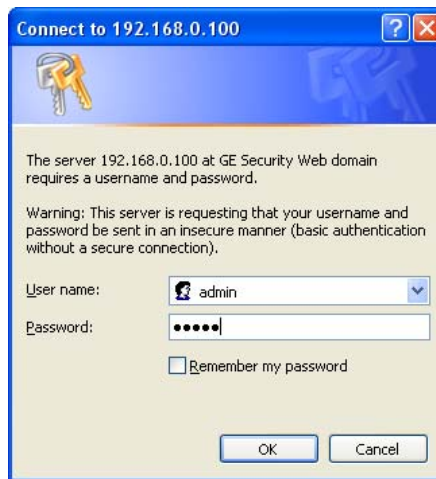 Connect to 192.168.0.100
The server 192.168.0.100 at GE Security Web domain
requires a username and password.
Warning: This server is requesting that your username and
password be sent in an insecure manner (basic authentication
without a secure connection).
User name:
admin
Password:
●●●●●
Remember my password
OK
Cancel